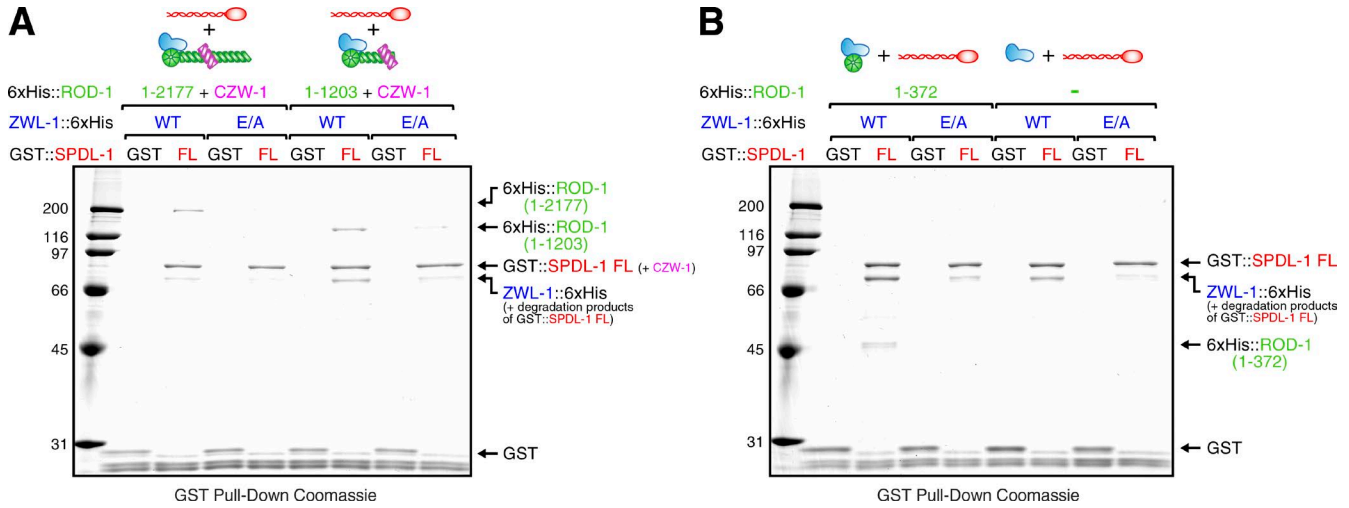 A
+ +
6xHis::ROD-1 1-2177 + CZW-1 1-1203 + CZW-1
ZWL-1::6xHis WT E/A WT E/A
GST::SPDL-1 GST FL GST FL GST FL GST FL
200
116
97
66
45
31
6xHis::ROD-1
(1-2177)
6xHis::ROD-1
(1-1203)
GST::SPDL-1 FL (+ CZW-1)
ZWL-1::6xHis
(+ degradation products
of GST::SPDL-1 FL)
GST
GST Pull-Down Coomassie
B
+ +
6xHis::ROD-1 1-372 -
ZWL-1::6xHis WT E/A WT E/A
GST::SPDL-1 GST FL GST FL GST FL GST FL
200
116
97
66
45
31
GST::SPDL-1 FL
ZWL-1::6xHis
(+ degradation products
of GST::SPDL-1 FL)
6xHis::ROD-1
(1-372)
GST
GST Pull-Down Coomassie